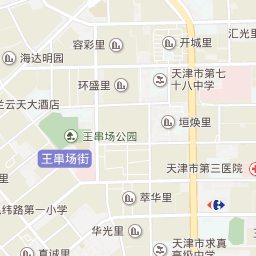 汇光里
容彩里
开城里
海达明园
环盛里
天津市第七
十八中学
兰云天大酒店
垣焕里
王串场公园
王串场街
天津市第三医院
萃华里
纬路第一小学
华光里
天津市求真
高级中学
真诚里